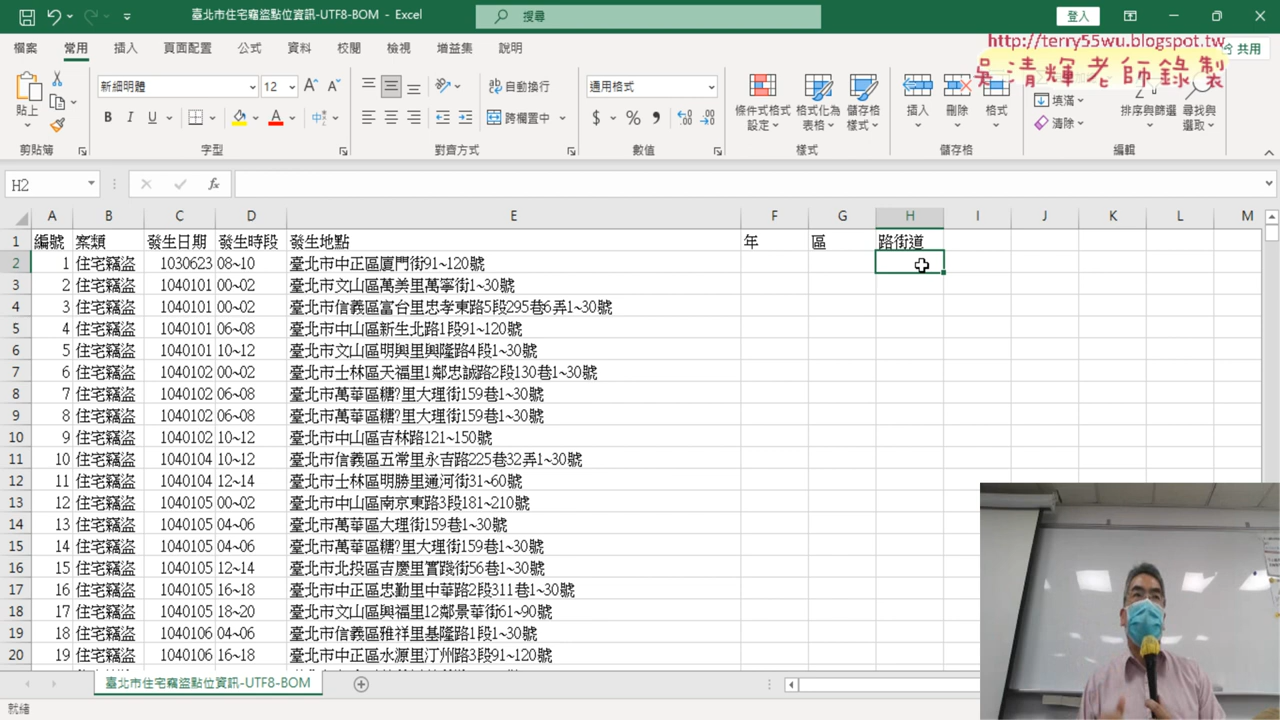 臺北市住宅竊盜點位資訊-UTF8-BOM - Excel
搜尋
登入
檔案 常用 插入 頁面配置 公式 資料 校閱 檢視 增益集 說明
http://terry55wu.blogspot.tw
共用
吳清輝老師錄製
貼上
新細明體 12
自動換行
跨欄置中
通用格式
條件式格式設定
格式化為表格
儲存格樣式
插入 刪除 格式
填滿
清除
排序與篩選
尋找與選取
剪貼簿 字型 對齊方式 數值 樣式 儲存格 編輯
H2
A B C D E F G H I J K L M
1 編號 案類 發生日期 發生時段 發生地點 年 區 路街道
2 1 住宅竊盜 1030623 08~10 臺北市中正區廈門街91~120號
3 2 住宅竊盜 1040101 00~02 臺北市文山區萬美里萬寧街1~30號
4 3 住宅竊盜 1040101 00~02 臺北市信義區富台里忠孝東路5段295巷6弄1~30號
5 4 住宅竊盜 1040101 06~08 臺北市中山區新生北路1段91~120號
6 5 住宅竊盜 1040101 10~12 臺北市文山區明興里興隆路4段1~30號
7 6 住宅竊盜 1040102 00~02 臺北市士林區天福里1鄰忠誠路2段130巷1~30號
8 7 住宅竊盜 1040102 06~08 臺北市萬華區糖?里大理街159巷1~30號
9 8 住宅竊盜 1040102 06~08 臺北市萬華區糖?里大理街159巷1~30號
10 9 住宅竊盜 1040102 10~12 臺北市中山區吉林路121~150號
11 10 住宅竊盜 1040104 10~12 臺北市信義區五常里永吉路225巷32弄1~30號
12 11 住宅竊盜 1040104 12~14 臺北市士林區明勝里通河街31~60號
13 12 住宅竊盜 1040105 00~02 臺北市中山區南京東路3段181~210號
14 13 住宅竊盜 1040105 04~06 臺北市萬華區大理街159巷1~30號
15 14 住宅竊盜 1040105 04~06 臺北市萬華區糖?里大理街159巷1~30號
16 15 住宅竊盜 1040105 12~14 臺北市北投區吉慶里實踐街56巷1~30號
17 16 住宅竊盜 1040105 16~18 臺北市中正區忠勤里中華路2段311巷1~30號
18 17 住宅竊盜 1040105 18~20 臺北市文山區興福里12鄰景華街61~90號
19 18 住宅竊盜 1040106 04~06 臺北市信義區雅祥里基隆路1段1~30號
20 19 住宅竊盜 1040106 16~18 臺北市中正區水源里汀州路3段91~120號
臺北市住宅竊盜點位資訊-UTF8-BOM
就緒